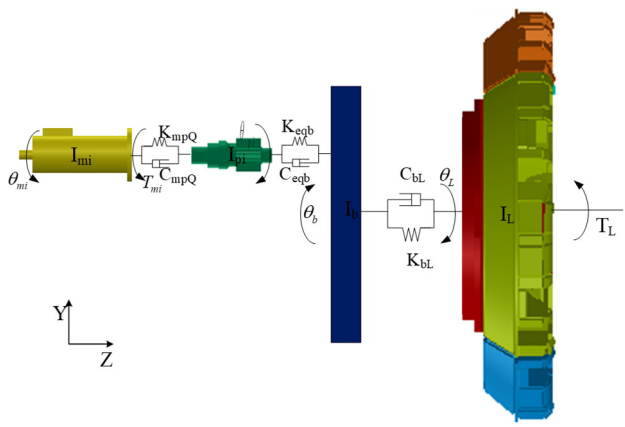 K_mpQ
K_eqb
I_mi
I_pi
θ_mi
T_mi
C_mpQ
C_eqb
θ_b
I_b
C_bL
θ_L
I_L
T_L
K_bL
Y
Z